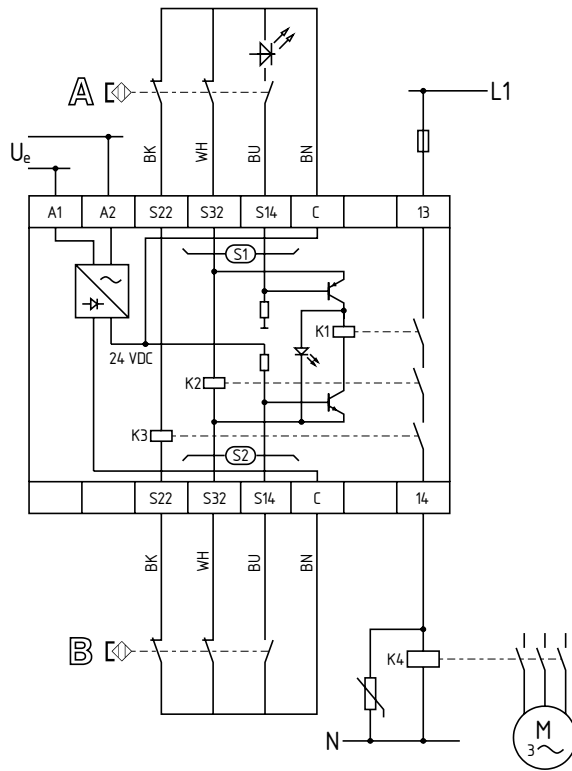 A
BK WH BU BN
L1
Ue
A1 A2 S22 S32 S14 C 13
S1
K1
24 VDC
K2
K3
S2
S22 S32 S14 C 14
BK WH BU BN
B
K4
M
3
N